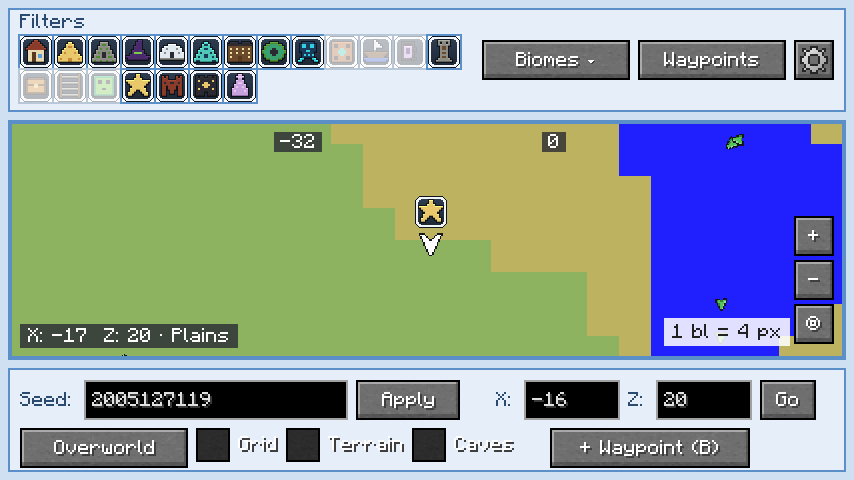 Filters
Biomes
Waypoints
-32
0
+
-
X: -17 Z: 20 · Plains
1 bl = 4 px
Seed: 2005127119 Apply X: -16 Z: 20 Go
Overworld Grid Terrain Caves + Waypoint (B)